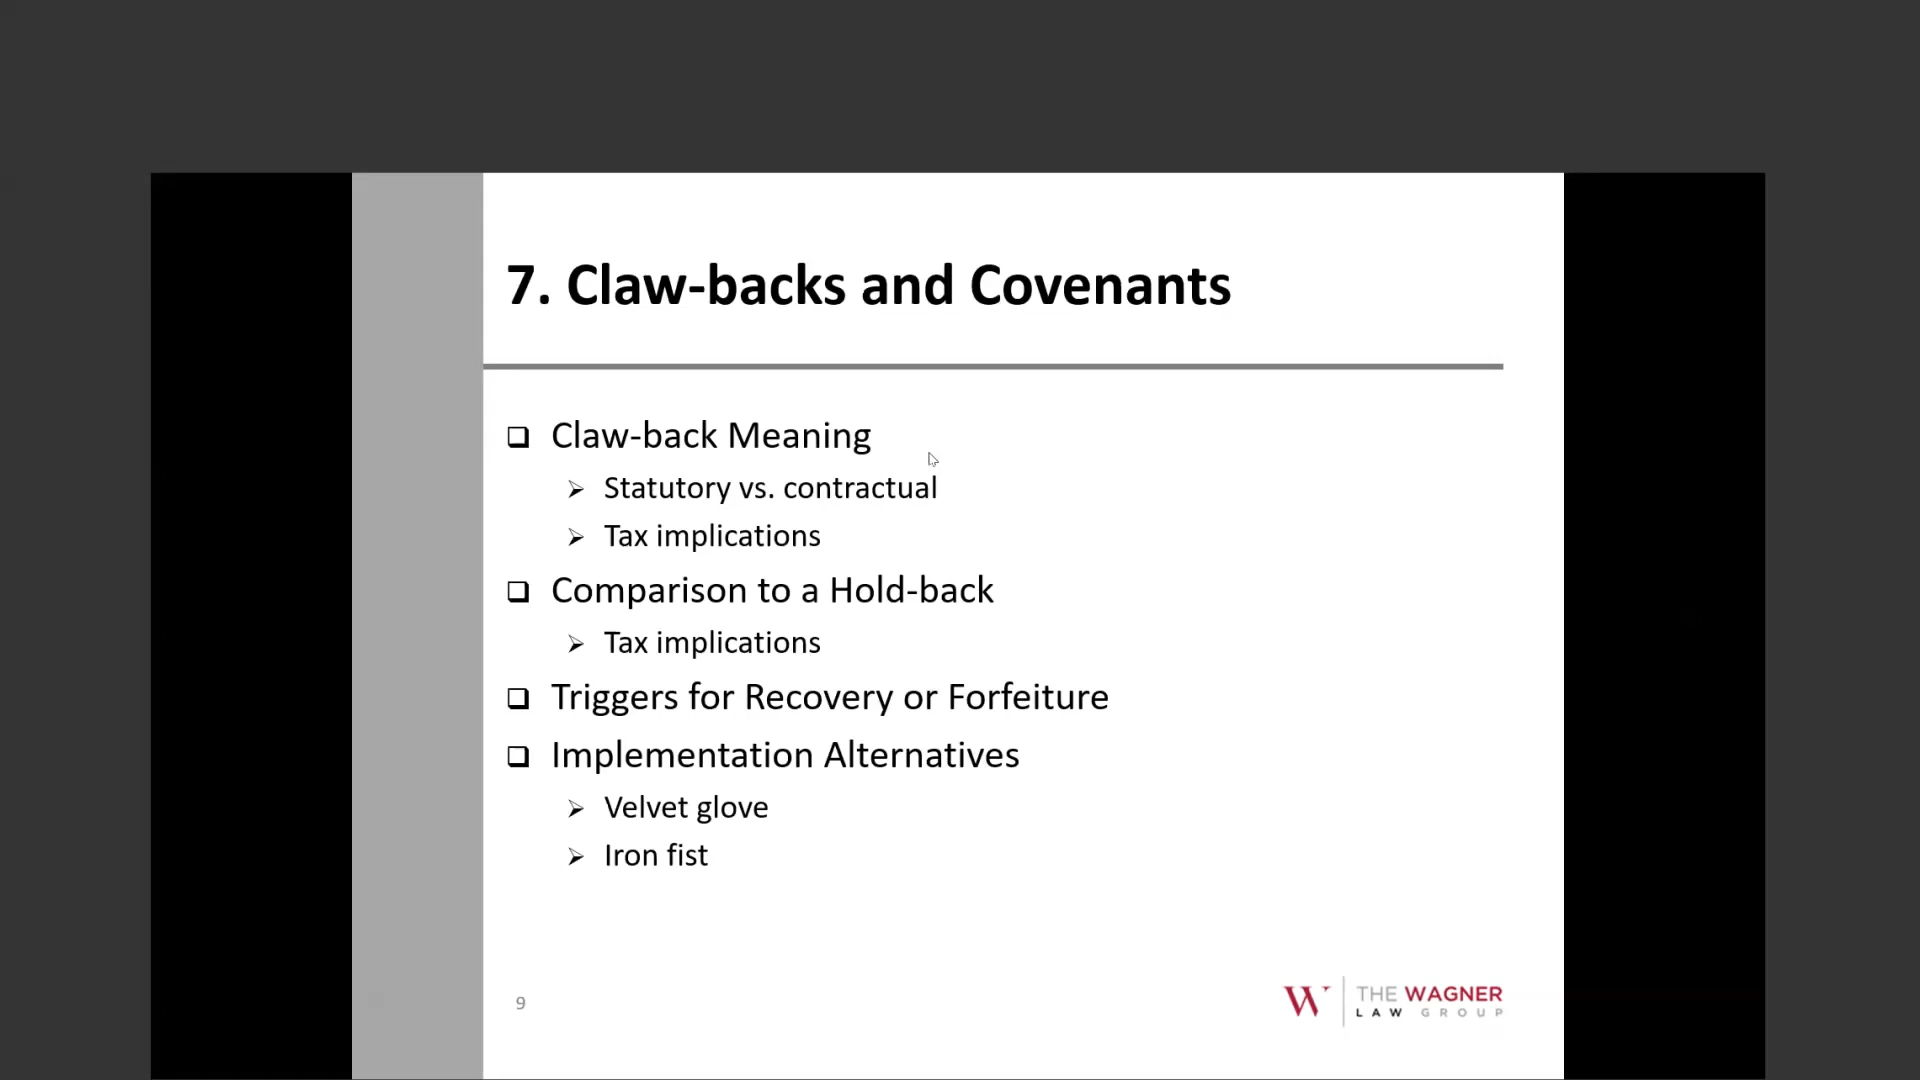 7. Claw-backs and Covenants
❑ Claw-back Meaning
➢ Statutory vs. contractual
➢ Tax implications
❑ Comparison to a Hold-back
➢ Tax implications
❑ Triggers for Recovery or Forfeiture
❑ Implementation Alternatives
➢ Velvet glove
➢ Iron fist
9
W THE WAGNER
LAW GROUP